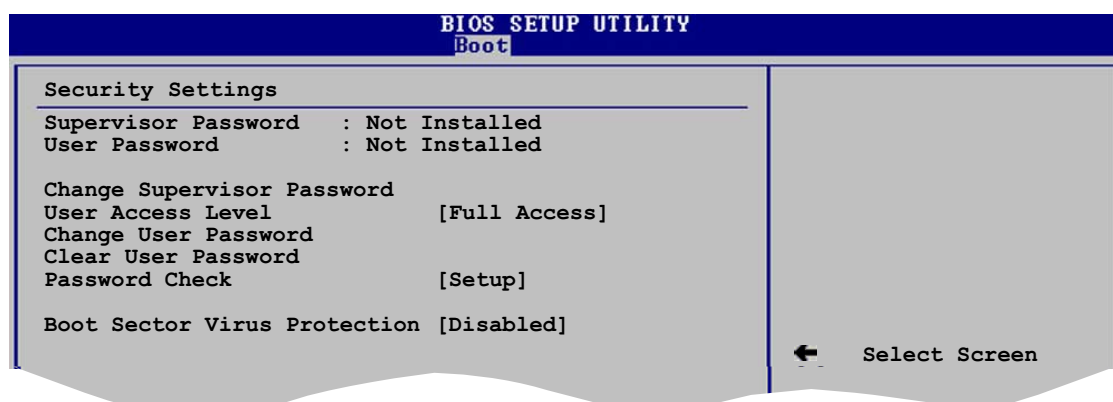 BIOS SETUP UTILITY
Boot
Security Settings
Supervisor Password : Not Installed
User Password : Not Installed
Change Supervisor Password
User Access Level [Full Access]
Change User Password
Clear User Password
Password Check [Setup]
Boot Sector Virus Protection [Disabled]
← Select Screen